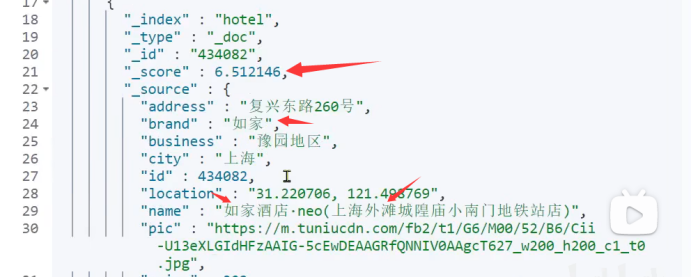 17 {
18 "_index" : "hotel",
19 "_type" : "_doc",
20 "_id" : "434082",
21 "_score" : 6.512146,
22 "_source" : {
23 "address" : "复兴东路260号",
24 "brand" : "如家",
25 "business" : "豫园地区",
26 "city" : "上海",
27 "id" : 434082,
28 "location" : "31.220706, 121.498769",
29 "name" : "如家酒店·neo(上海外滩城隍庙小南门地铁站店)",
30 "pic" : "https://m.tuniucdn.com/fb2/t1/G6/M00/52/B6/Cii
-U13eXLGIdHFzAAIG-5cEwDEAAGRfQNNIV0AAgcT627_w200_h200_c1_t0
.jpg",